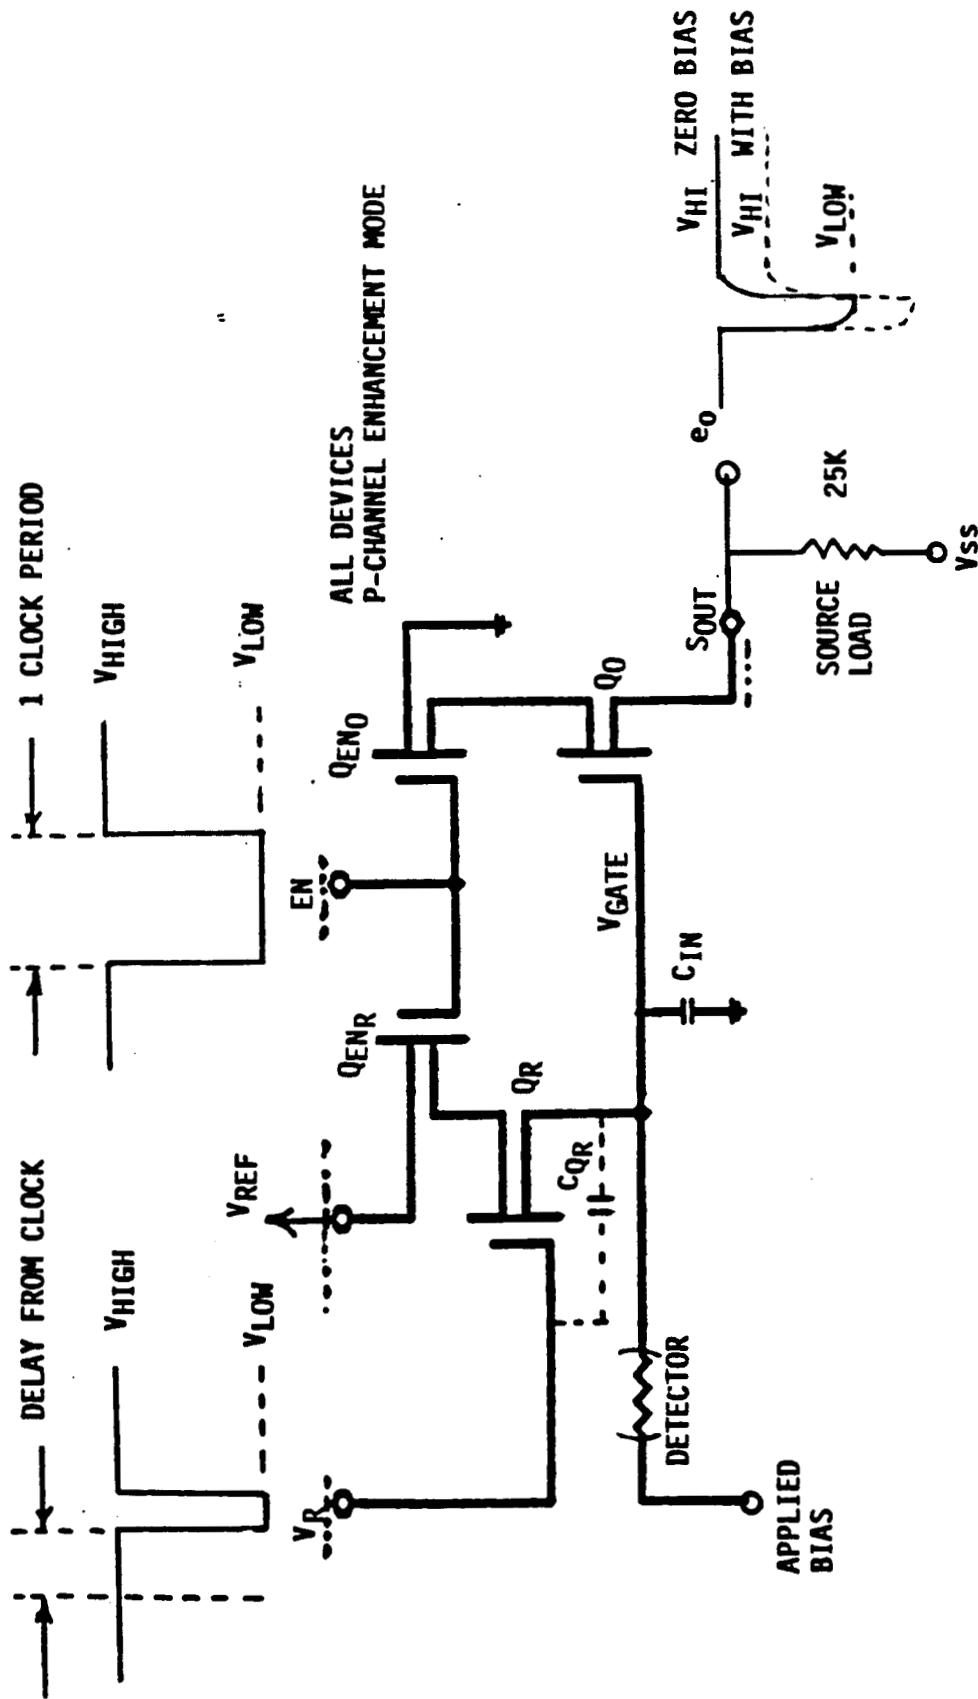 DELAY FROM CLOCK
1 CLOCK PERIOD
VHIGH
VLOW
VHIGH
VLOW
VR
VREF
EN
ALL DEVICES
P-CHANNEL ENHANCEMENT MODE
QENR
QENO
QR
CQR
QO
VGATE
CIN
DETECTOR
APPLIED
BIAS
SOUT
eO
SOURCE
LOAD
25K
VSS
VHI ZERO BIAS
VHI WITH BIAS
VLOW